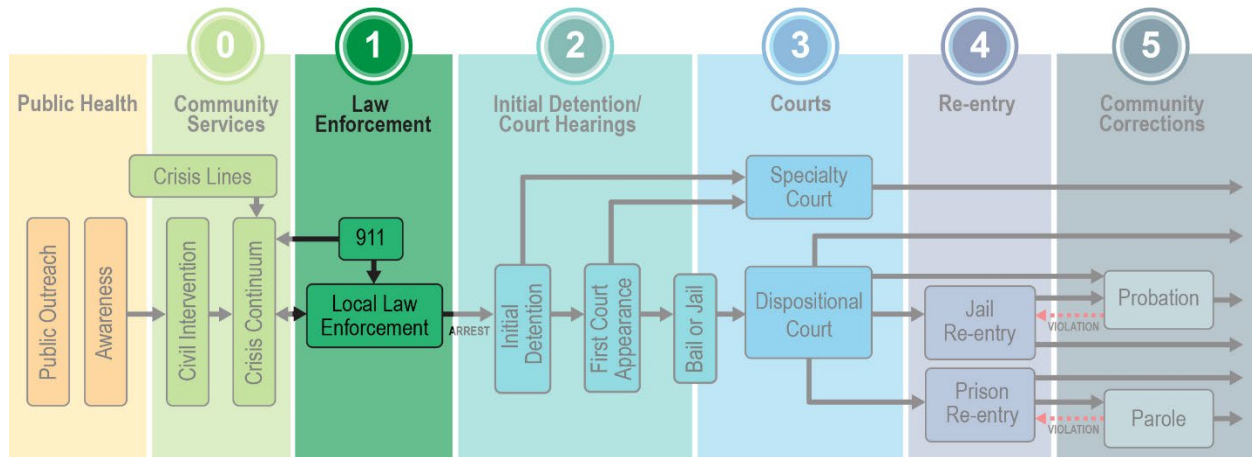 0
1
2
3
4
5
Public Health
Community
Services
Law
Enforcement
Initial Detention/
Court Hearings
Courts
Re-entry
Community
Corrections
Crisis Lines
Public Outreach
Awareness
Civil Intervention
Crisis Continuum
911
Local Law
Enforcement
ARREST
Initial
Detention
First Court
Appearance
Bail or Jail
Specialty
Court
Dispositional
Court
Jail
Re-entry
Prison
Re-entry
VIOLATION
Probation
VIOLATION
Parole